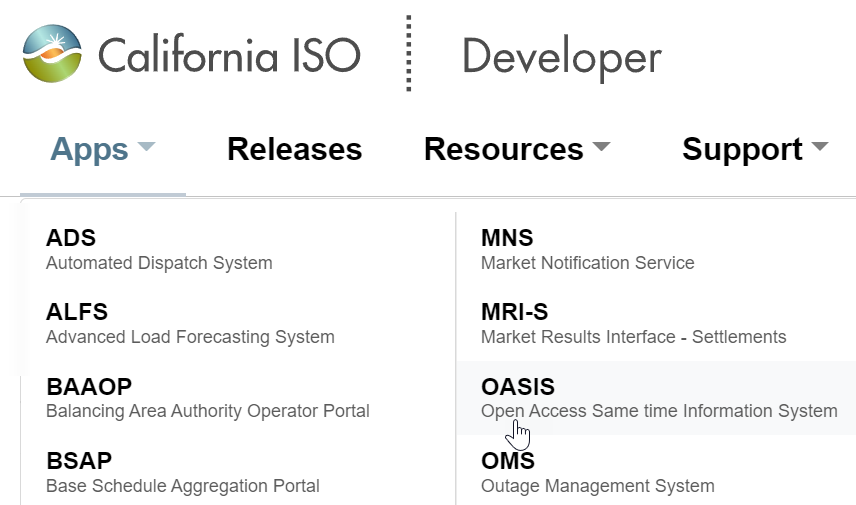 California ISO
Developer
Apps
Releases
Resources
Support
ADS
Automated Dispatch System
ALFS
Advanced Load Forecasting System
BAAOP
Balancing Area Authority Operator Portal
BSAP
Base Schedule Aggregation Portal
MNS
Market Notification Service
MRI-S
Market Results Interface - Settlements
OASIS
Open Access Same time Information System
OMS
Outage Management System